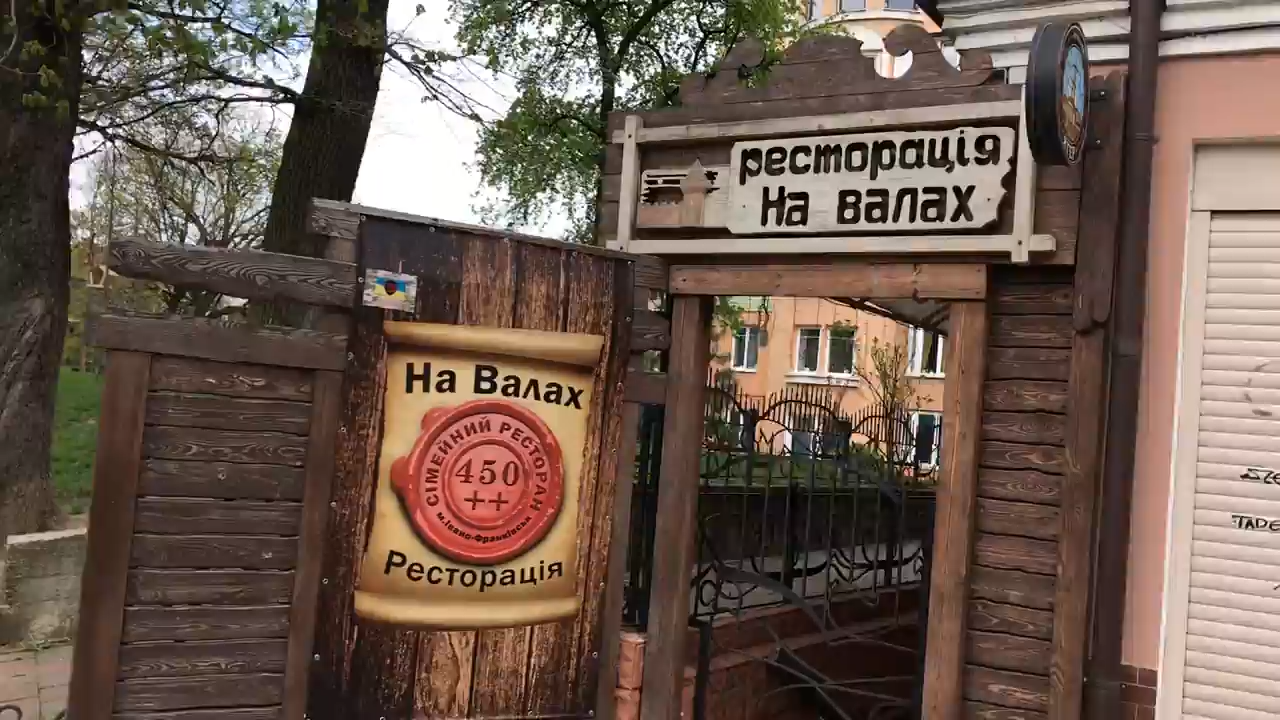 ресторація
На валах
На Валах
СІМЕЙНИЙ РЕСТОРАН
450
++
м.Івано-Франківськ
Ресторація